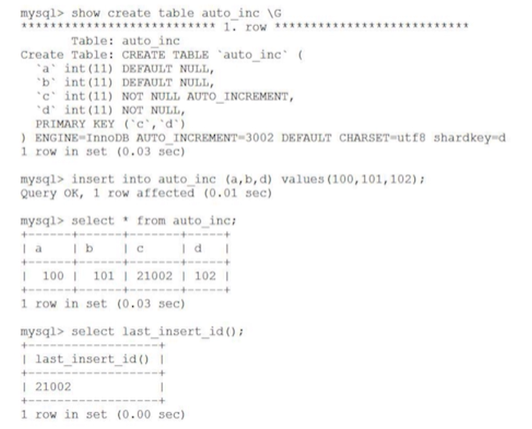 mysql> show create table auto_inc \G
*************************** 1. row ***************************
Table: auto_inc
Create Table: CREATE TABLE `auto_inc` (
`a` int(11) DEFAULT NULL,
`b` int(11) DEFAULT NULL,
`c` int(11) NOT NULL AUTO_INCREMENT,
`d` int(11) NOT NULL,
PRIMARY KEY (`c`,`d`)
) ENGINE=InnoDB AUTO_INCREMENT=3002 DEFAULT CHARSET=utf8 shardkey=d
1 row in set (0.03 sec)
mysql> insert into auto_inc (a,b,d) values(100,101,102);
Query OK, 1 row affected (0.01 sec)
mysql> select * from auto_inc;
+------+------+-------+-----+
| a | b | c | d |
+------+------+-------+-----+
| 100 | 101 | 21002 | 102 |
+------+------+-------+-----+
1 row in set (0.03 sec)
mysql> select last_insert_id();
+------------------+
| last_insert_id() |
+------------------+
| 21002 |
+------------------+
1 row in set (0.00 sec)